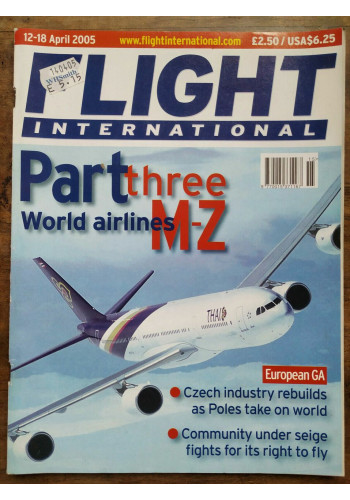 12-18 April 2005
www.flightinternational.com
£2.50 / USA$6.25
140405
WHSmith
FLIGHT
INTERNATIONAL
Part three
World airlines M-Z
THAI
European GA
Czech industry rebuilds
as Poles take on world
Community under seige
fights for its right to fly